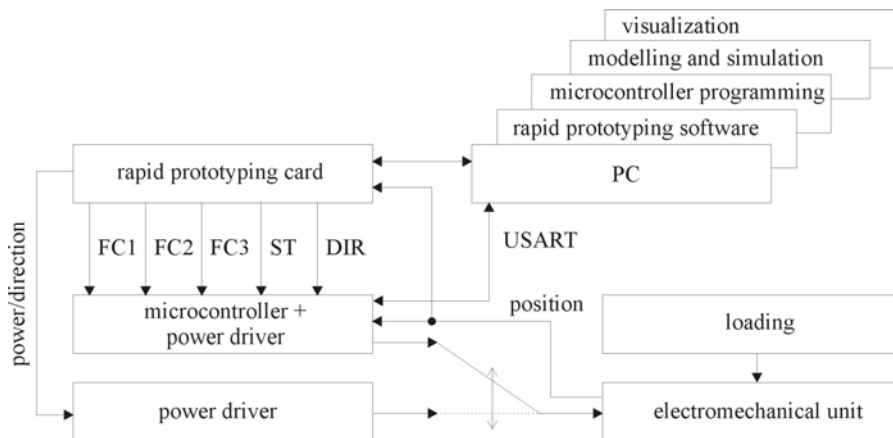 visualization
modelling and simulation
microcontroller programming
rapid prototyping software
rapid prototyping card
PC
FC1 FC2 FC3 ST DIR
USART
power/direction
microcontroller +
power driver
position
loading
power driver
electromechanical unit